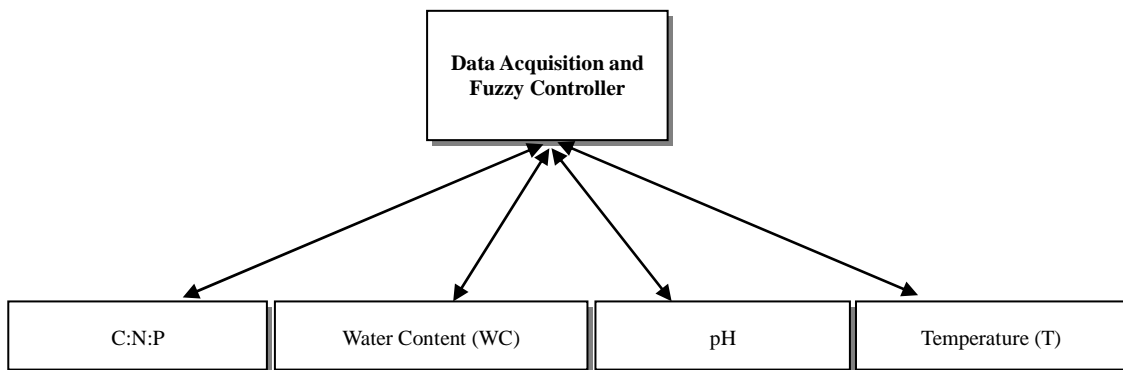 Data Acquisition and
Fuzzy Controller
C:N:P
Water Content (WC)
pH
Temperature (T)